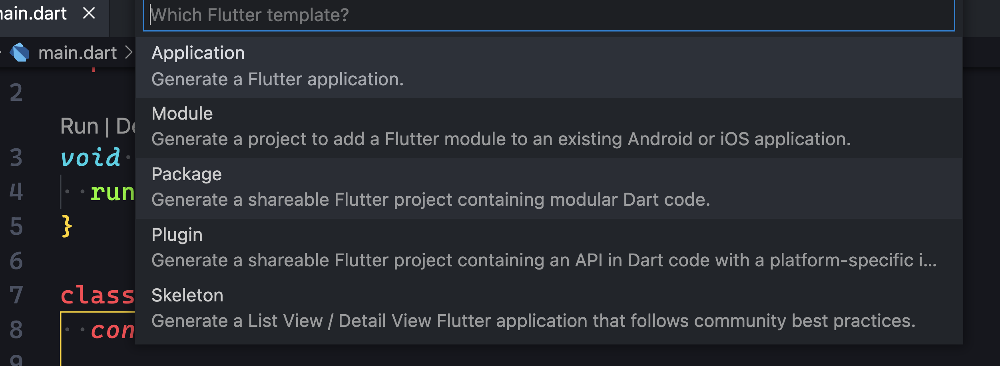 main.dart
Which Flutter template?
main.dart
Application
Generate a Flutter application.
2
Module
Run |
Generate a project to add a Flutter module to an existing Android or iOS application.
3 void
Package
4 run
Generate a shareable Flutter project containing modular Dart code.
5 }
Plugin
6
Generate a shareable Flutter project containing an API in Dart code with a platform-specific i...
7 class
Skeleton
8 con
Generate a List View / Detail View Flutter application that follows community best practices.
9